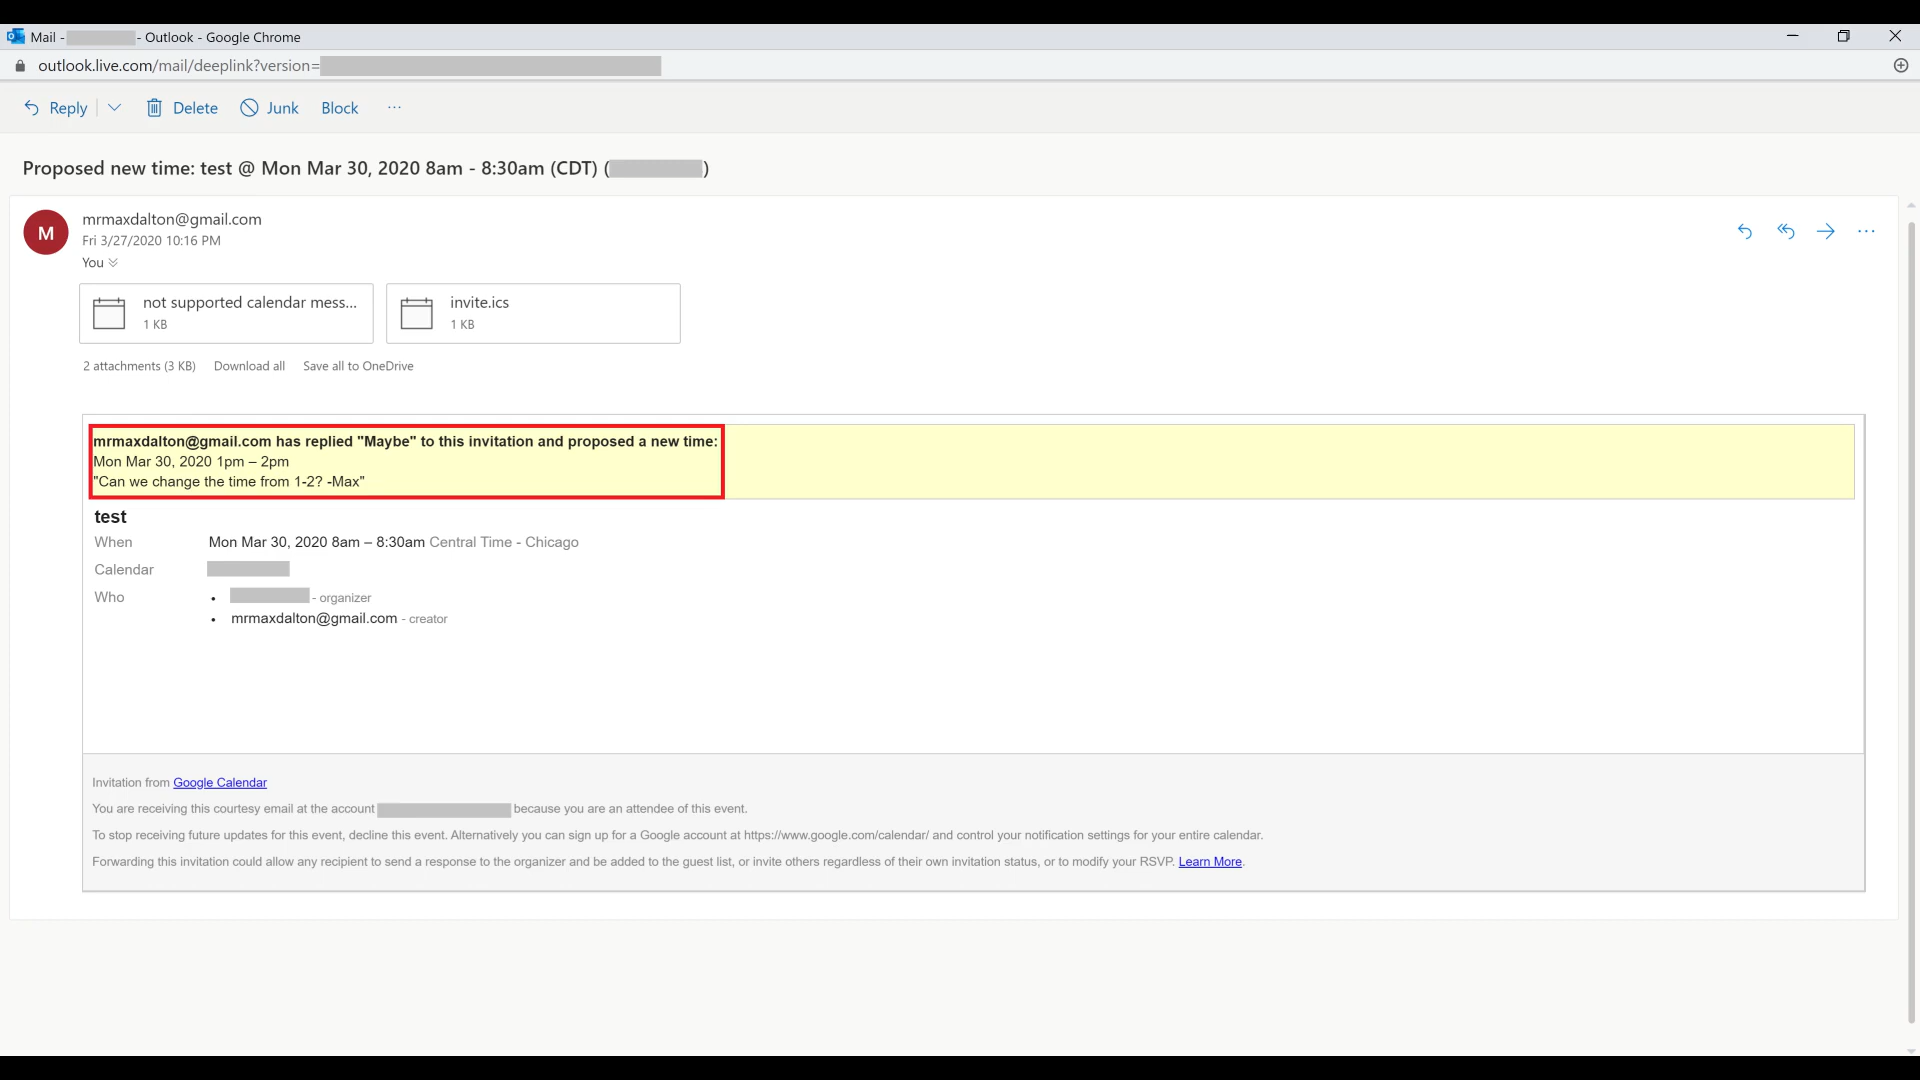 Mail - - Outlook - Google Chrome
outlook.live.com/mail/deeplink?version=
Reply Delete Junk Block ...
Proposed new time: test @ Mon Mar 30, 2020 8am - 8:30am (CDT) ( )
M
mrmaxdalton@gmail.com
Fri 3/27/2020 10:16 PM
You
not supported calendar mess... invite.ics
1 KB 1 KB
2 attachments (3 KB) Download all Save all to OneDrive
mrmaxdalton@gmail.com has replied "Maybe" to this invitation and proposed a new time:
Mon Mar 30, 2020 1pm – 2pm
"Can we change the time from 1-2? -Max"
test
When Mon Mar 30, 2020 8am – 8:30am Central Time - Chicago
Calendar
Who • - organizer
• mrmaxdalton@gmail.com - creator
Invitation from Google Calendar
You are receiving this courtesy email at the account because you are an attendee of this event.
To stop receiving future updates for this event, decline this event. Alternatively you can sign up for a Google account at https://www.google.com/calendar/ and control your notification settings for your entire calendar.
Forwarding this invitation could allow any recipient to send a response to the organizer and be added to the guest list, or invite others regardless of their own invitation status, or to modify your RSVP. Learn More.